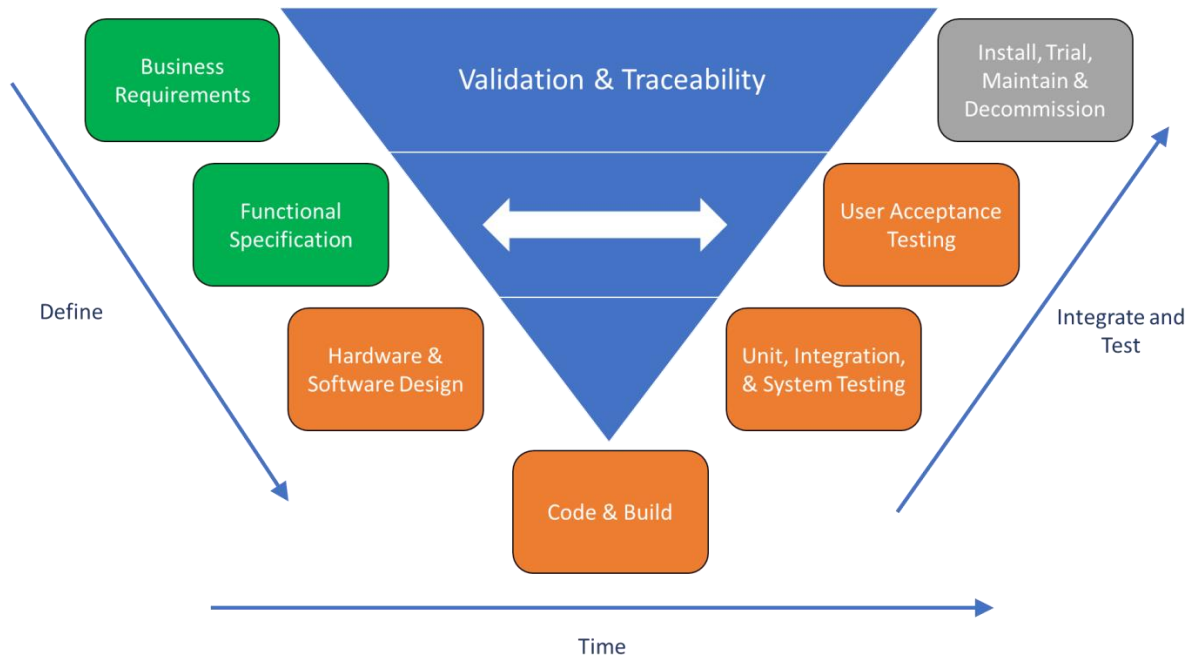 Business
Requirements
Validation & Traceability
Install, Trial,
Maintain &
Decommission
Functional
Specification
User Acceptance
Testing
Define
Hardware &
Software Design
Unit, Integration,
& System Testing
Integrate and
Test
Code & Build
Time